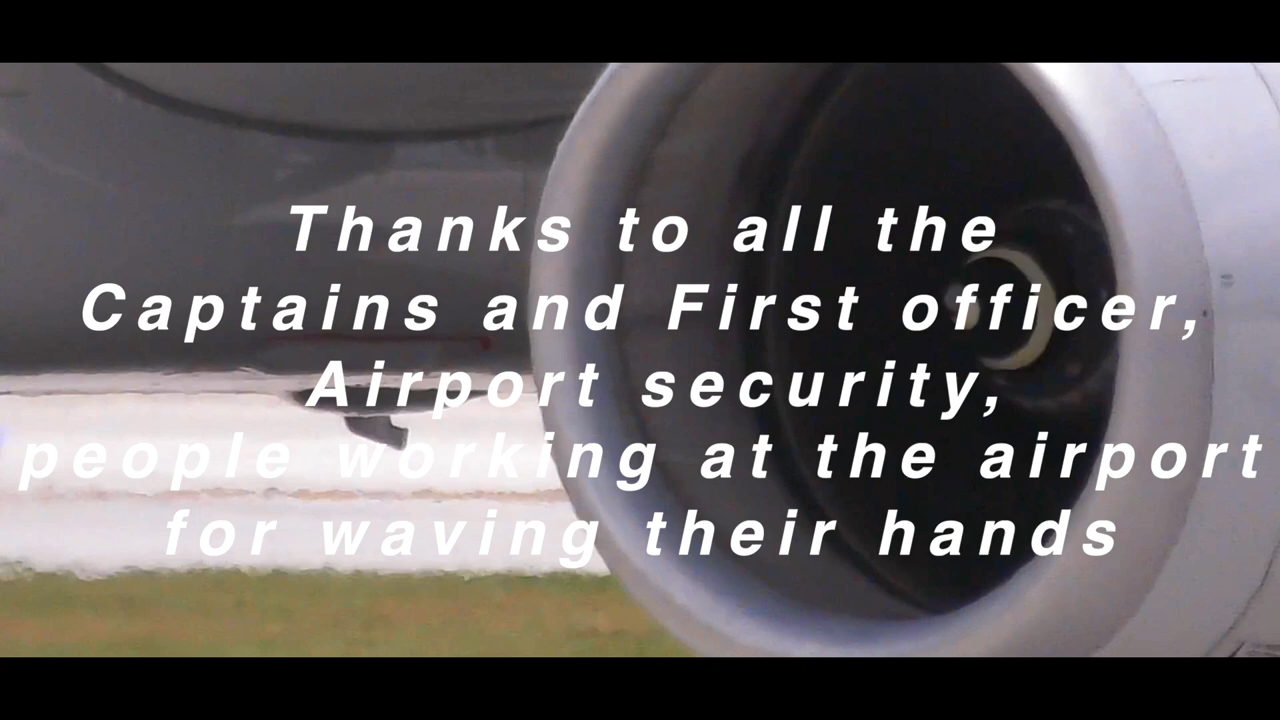 Thanks to all the
Captains and First officer,
Airport security,
people working at the airport
for waving their hands